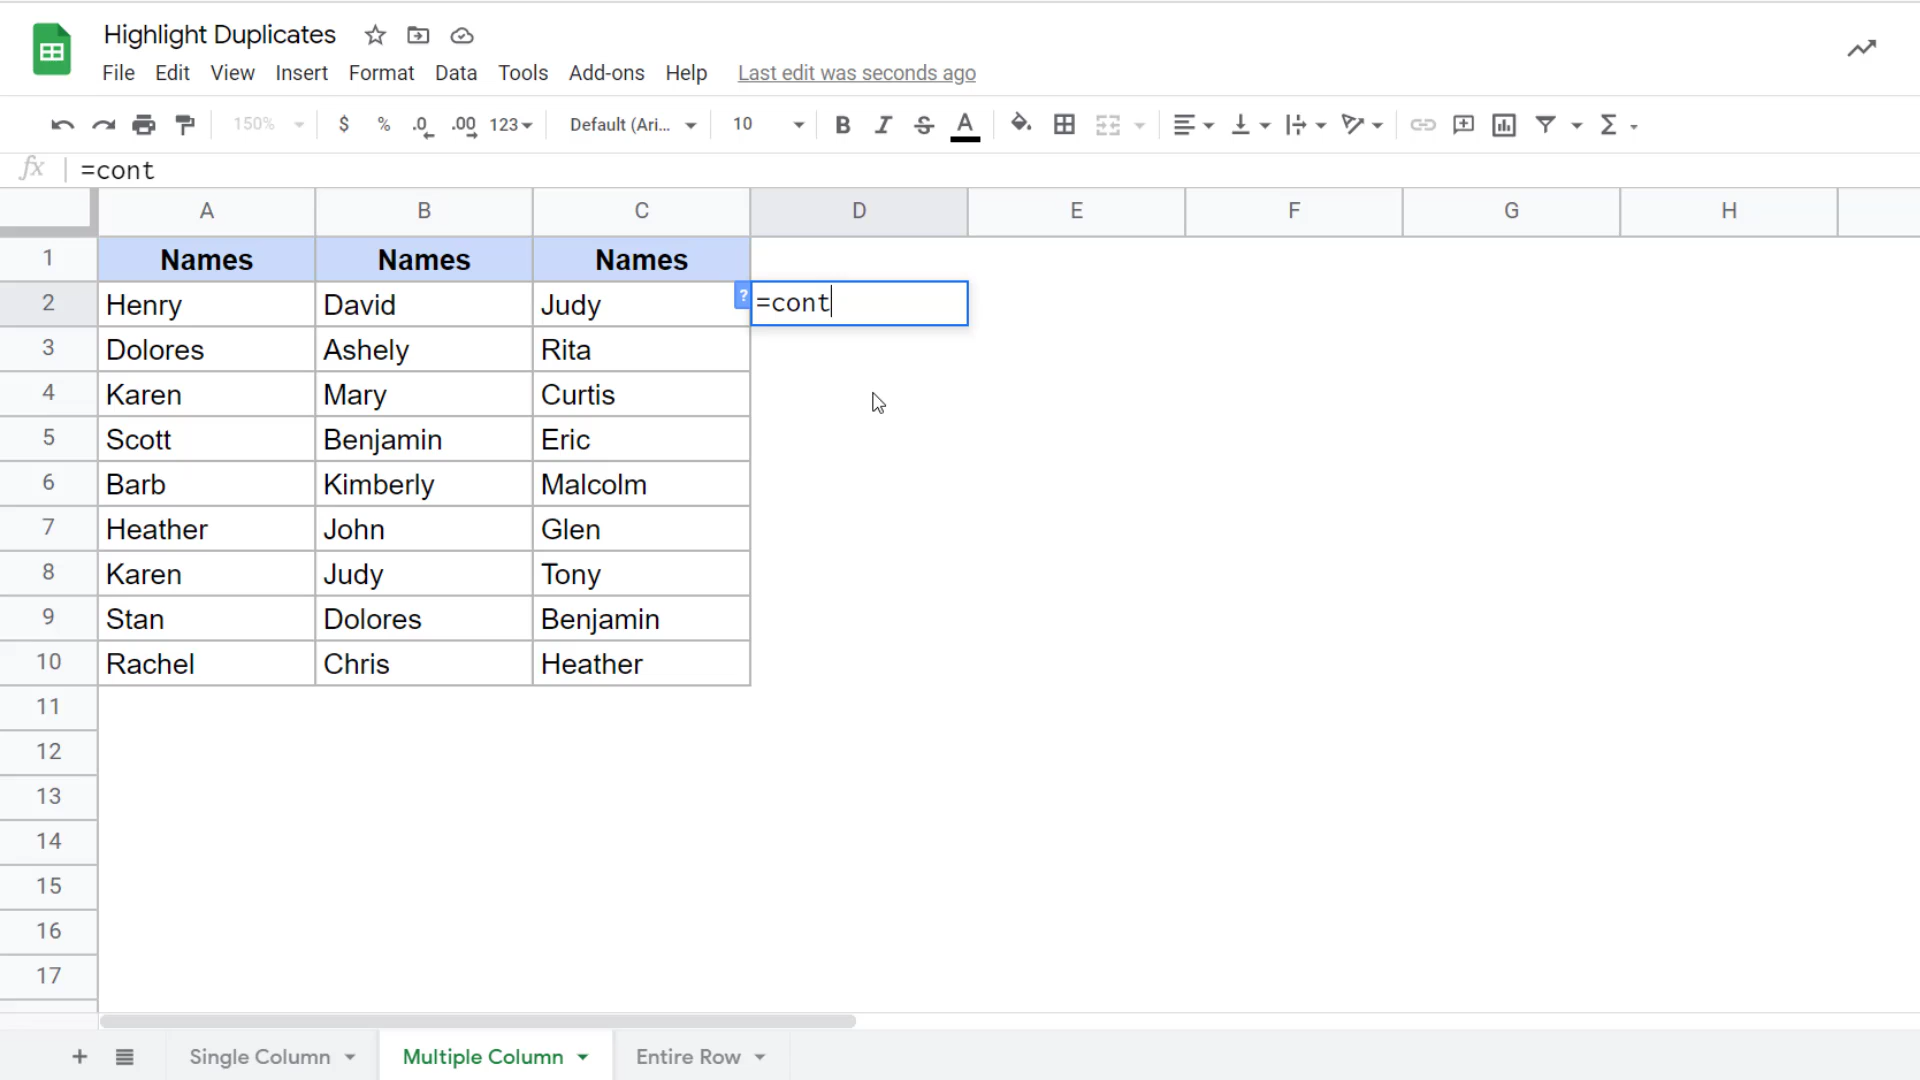 Highlight Duplicates
File Edit View Insert Format Data Tools Add-ons Help Last edit was seconds ago
150% $ % .0 .00 123 Default (Ari... 10 B I S A Σ
fx =cont
A B C D E F G H
1 Names Names Names
2 Henry David Judy ? =cont
3 Dolores Ashely Rita
4 Karen Mary Curtis
5 Scott Benjamin Eric
6 Barb Kimberly Malcolm
7 Heather John Glen
8 Karen Judy Tony
9 Stan Dolores Benjamin
10 Rachel Chris Heather
11
12
13
14
15
16
17
+ Single Column Multiple Column Entire Row